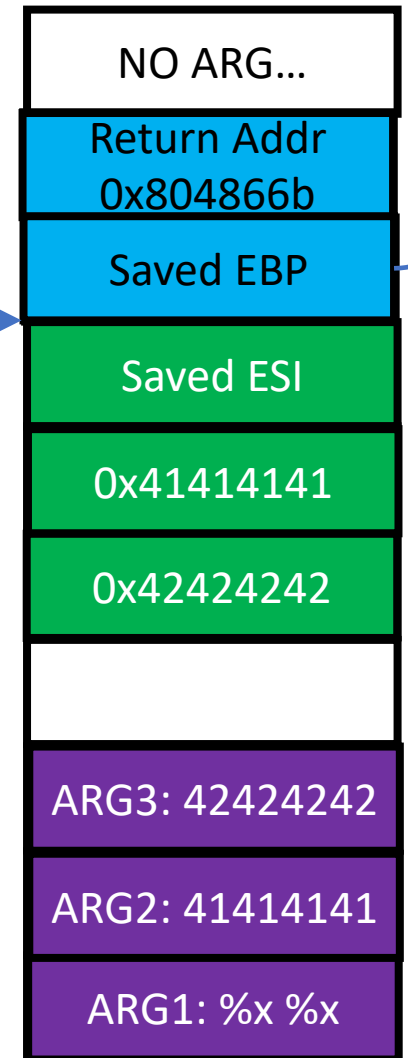 NO ARG...
Return Addr
0x804866b
Saved EBP
Saved ESI
0x41414141
0x42424242
ARG3: 42424242
ARG2: 41414141
ARG1: %x %x